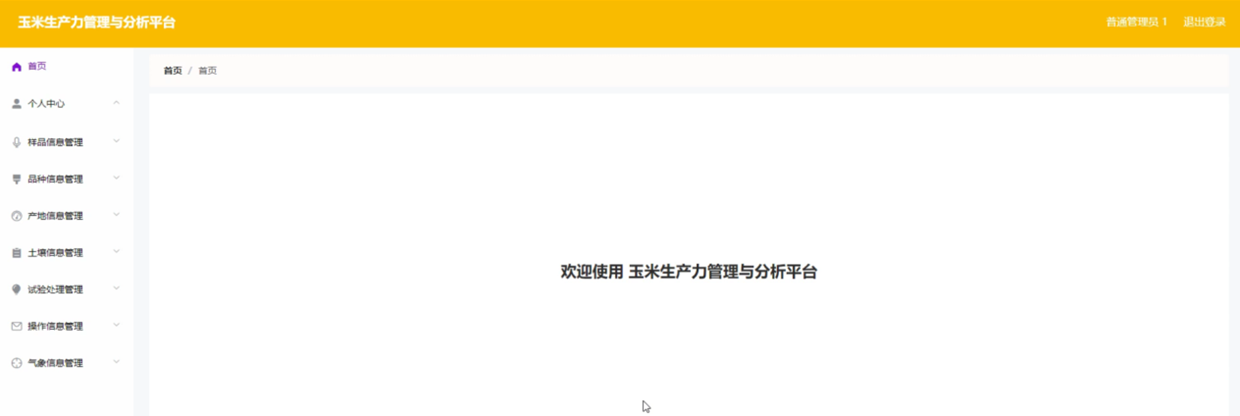 玉米生产力管理与分析平台
普通管理员 1 退出登录
首页
首页 / 首页
个人中心
样品信息管理
品种信息管理
产地信息管理
土壤信息管理
欢迎使用 玉米生产力管理与分析平台
试验处理管理
操作信息管理
气象信息管理